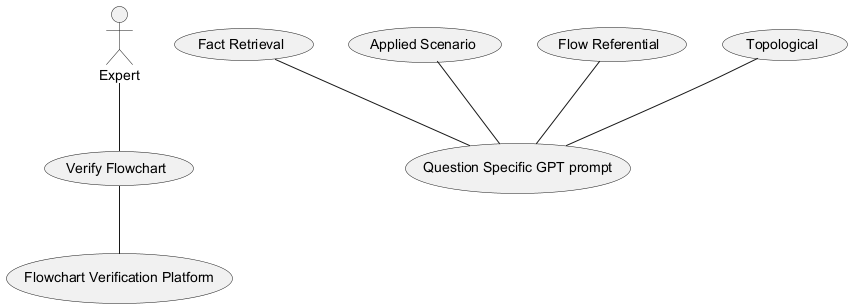 Fact Retrieval
Applied Scenario
Flow Referential
Topological
Expert
Verify Flowchart
Question Specific GPT prompt
Flowchart Verification Platform